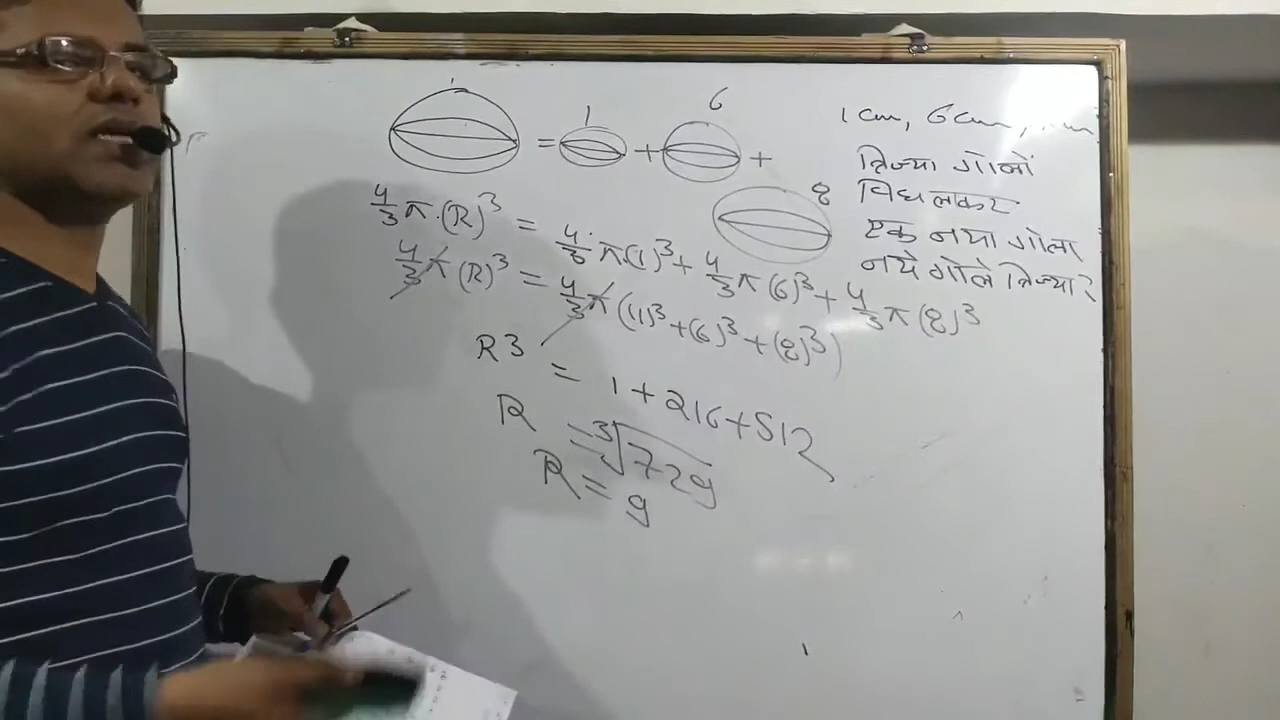 1 cm, 6 cm,
त्रिज्या गोलों
पिघलाकर
एक नया गोला
नये गोले त्रिज्या?
= 1 + 6 + 8
4/3 π.(R)³ = 4/3 π(1)³ + 4/3 π(6)³ + 4/3 π(8)³
4/3 π(R)³ = 4/3 π((1)³ + (6)³ + (8)³)
R3 = 1 + 216 + 512
R = ³√729
R = 9